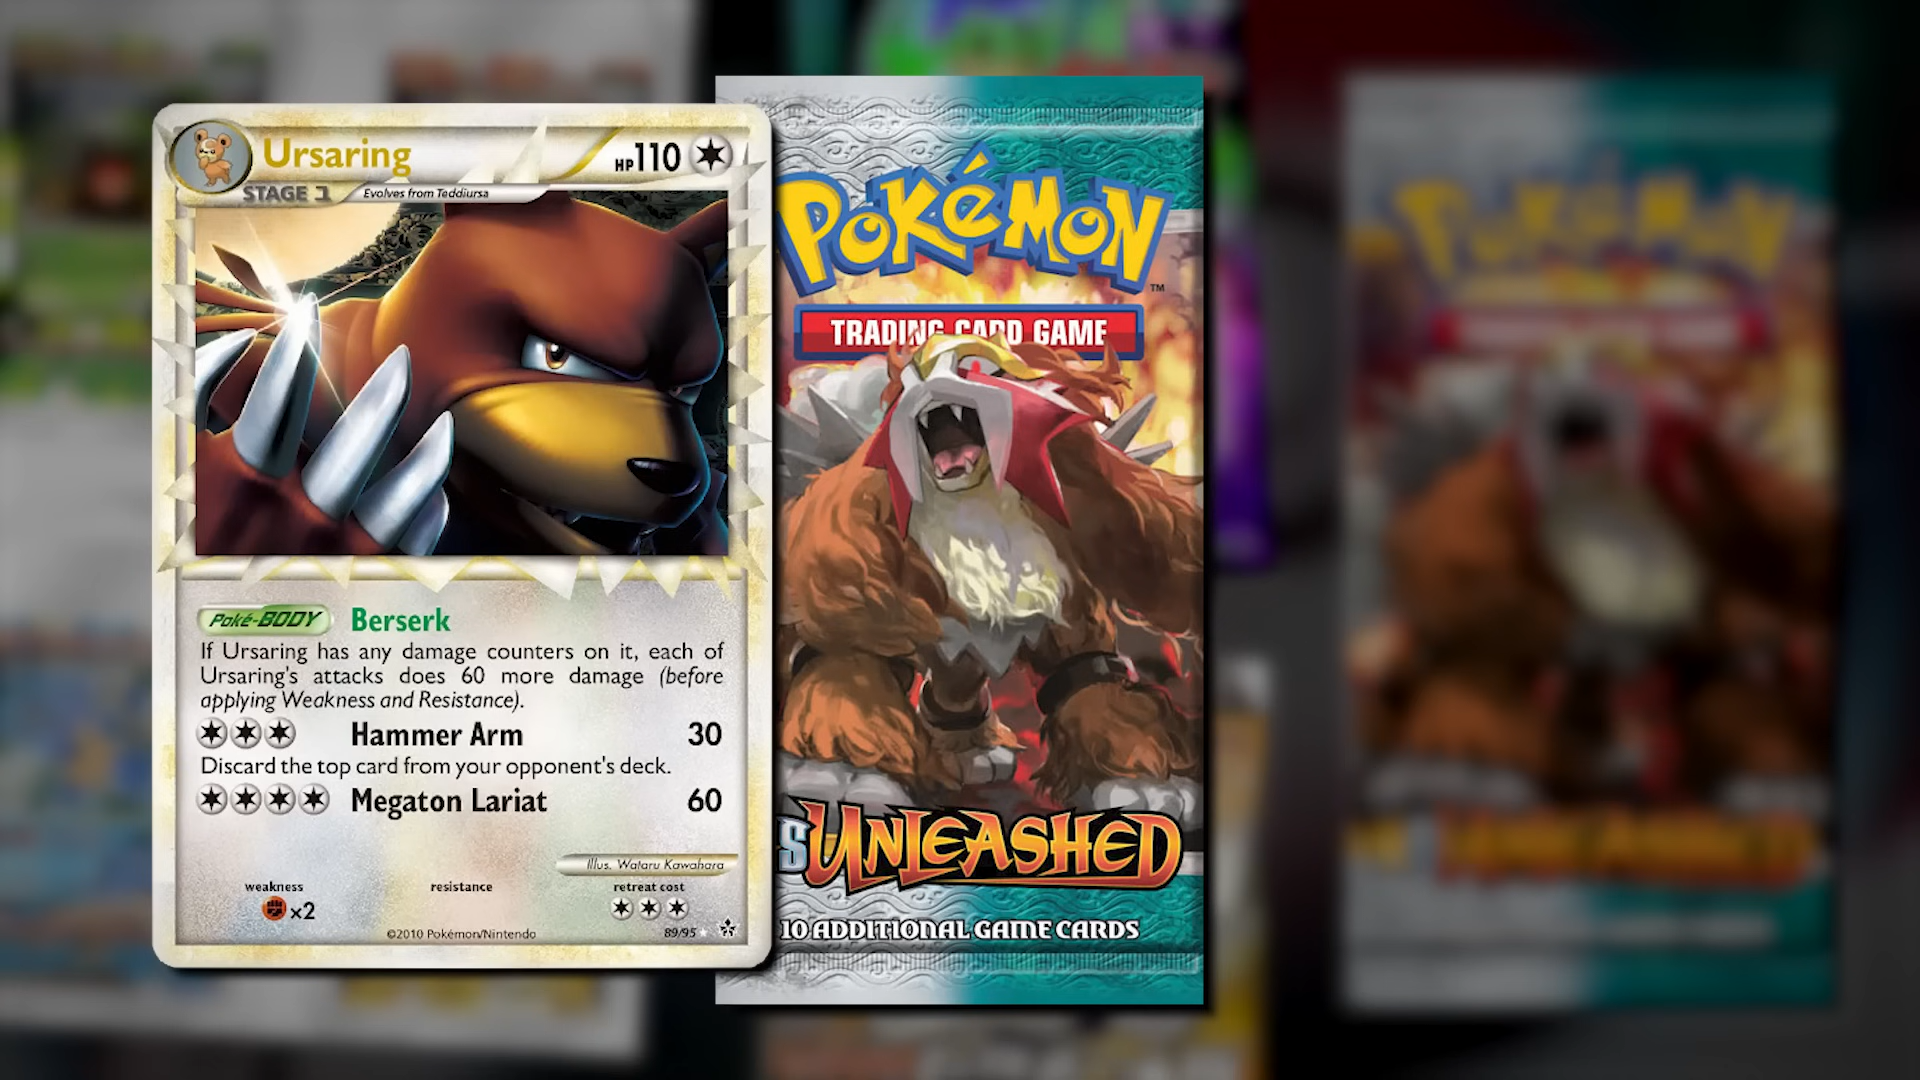 Ursaring
HP110
STAGE 1
Evolves from Teddiursa
Poké-BODY Berserk
If Ursaring has any damage counters on it, each of
Ursaring's attacks does 60 more damage (before
applying Weakness and Resistance).
Hammer Arm 30
Discard the top card from your opponent's deck.
Megaton Lariat 60
Illus. Wataru Kawahara
weakness resistance retreat cost
×2
©2010 Pokémon/Nintendo 89/95
POKéMON
™
TRADING CARD GAME
UNLEASHED
10 ADDITIONAL GAME CARDS